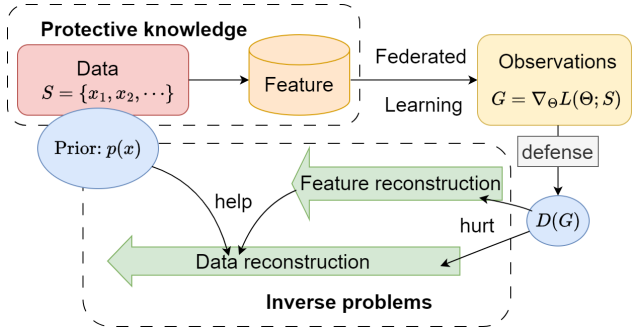 Protective knowledge
Data
S = {x₁, x₂, ⋯}
Feature
Federated
Learning
Observations
G = ∇_Θ L(Θ; S)
defense
Prior: p(x)
Feature reconstruction
help
hurt
D(G)
Data reconstruction
Inverse problems